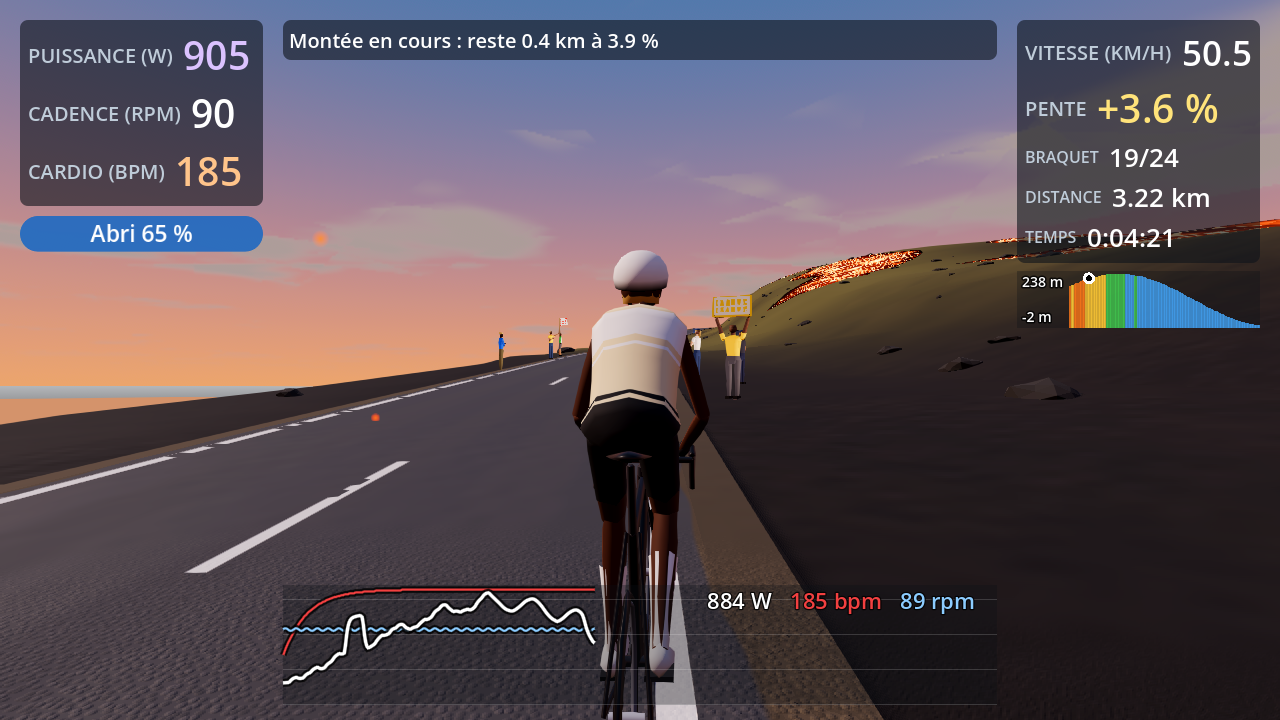 PUISSANCE (W) 905
CADENCE (RPM) 90
CARDIO (BPM) 185
Abri 65 %
Montée en cours : reste 0.4 km à 3.9 %
VITESSE (KM/H) 50.5
PENTE +3.6 %
BRAQUET 19/24
DISTANCE 3.22 km
TEMPS 0:04:21
238 m
-2 m
884 W 185 bpm 89 rpm